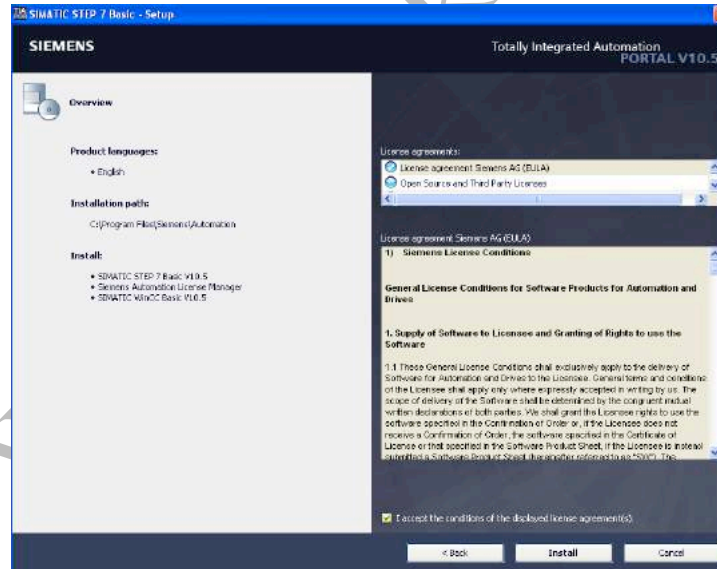 SIMATIC STEP 7 Basic - Setup
SIEMENS
Totally Integrated Automation
PORTAL V10.5
Overview
Product languages:
• English
Installation path:
C:\Program Files\Siemens\Automation
Install:
• SIMATIC STEP 7 Basic V10.5
• Siemens Automation License Manager
• SIMATIC WinCC Basic V10.5
License agreements:
License agreement Siemens AG (EULA)
Open Source and Third Party Licenses
License agreement Siemens AG (EULA)
1) Siemens License Conditions
General License Conditions for Software Products for Automation and
Drives
1. Supply of Software to Licensee and Granting of Rights to use the
Software
1.1 These General License Conditions shall exclusively apply to the delivery of
Software for Automation and Drives to the Licensee. General terms and conditions
of the Licensee shall apply only where expressly accepted in writing by us. The
scope of delivery of the Software shall be determined by the congruent mutual
written declarations of both parties. We shall grant the Licensee rights to use the
software specified in the Confirmation of Order or, if the Licensee does not
receive a Confirmation of Order, the software specified in the Certificate of
License or that specified in the Software Product Sheet, if the Licensee is instead
submitted a Software Product Sheet (hereinafter referred to as "SW"). The
I accept the conditions of the displayed license agreement(s).
< Back
Install
Cancel